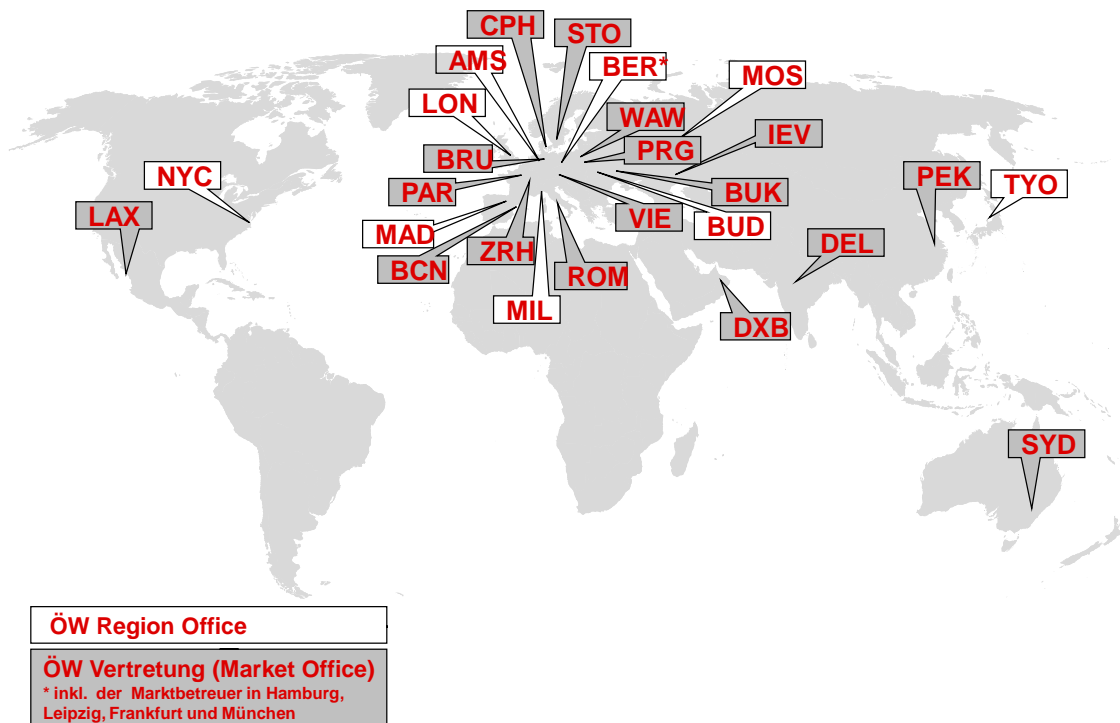 CPH
STO
AMS
BER*
MOS
LON
WAW
IEV
BRU
PRG
NYC
PAR
BUK
PEK
TYO
LAX
MAD
VIE
BUD
BCN
ZRH
ROM
DEL
MIL
DXB
SYD
ÖW Region Office
ÖW Vertretung (Market Office)
* inkl. der Marktbetreuer in Hamburg,
Leipzig, Frankfurt und München